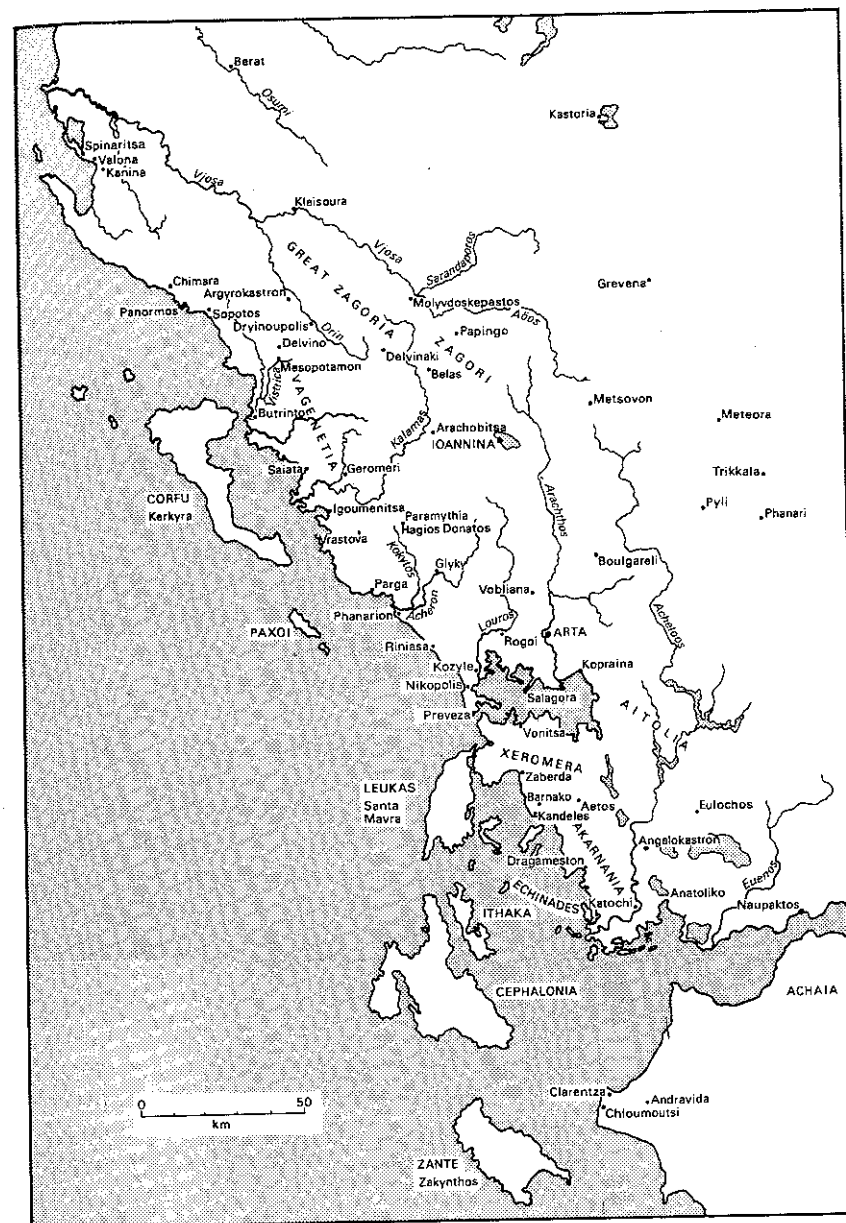 Berat
Osumi
Kastoria
Spinaritsa
Valona
Kanina
Vjosa
Kleisoura
Vjosa
Sarandaporos
GREAT ZAGORIA
Grevena
Chimara
Argyrokastron
Molyvdoskepastos
Panormos
Sopotos
Aoos
Dryinoupolis
Drin
Papingo
ZAGORI
Delvino
Delvinaki
Mesopotamon
Belas
Vistrica
VAGENETIA
Metsovon
Butrinto
Meteora
Kalamas
Arachobitsa
IOANNINA
Saiata
Geromeri
Trikkala
CORFU
Kerkyra
Arachthos
Igoumenitsa
Pyli
Phanari
Paramythia
Hagios Donatos
Vrastova
Kokytos
Glyky
Boulgareli
Parga
Vobliana
Phanarion
Acheron
Acheloos
Louros
PAXOI
Rogoi
ARTA
Riniasa
Kozyle
Kopraina
Nikopolis
Salagora
AITOLIA
Preveza
Vonitsa
XEROMERA
LEUKAS
Santa
Mavra
Zaberda
Barnako
Aetos
Eulochos
Kandeles
AKARNANIA
Angelokastron
Dragameston
Euenos
ECHINADES
Anatoliko
Katochi
Naupaktos
ITHAKA
CEPHALONIA
ACHAIA
Clarentza
Andravida
Chloumoutsi
0 50
km
ZANTE
Zakynthos